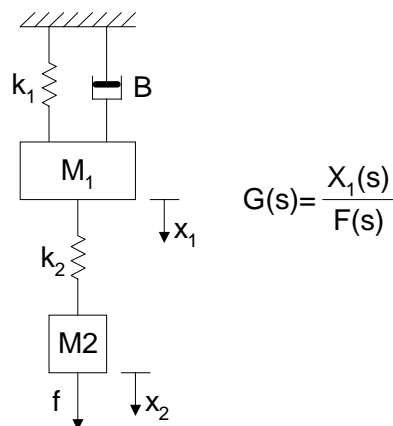 k₁
B
M₁
x₁
G(s)= X₁(s)
F(s)
k₂
M2
f
x₂